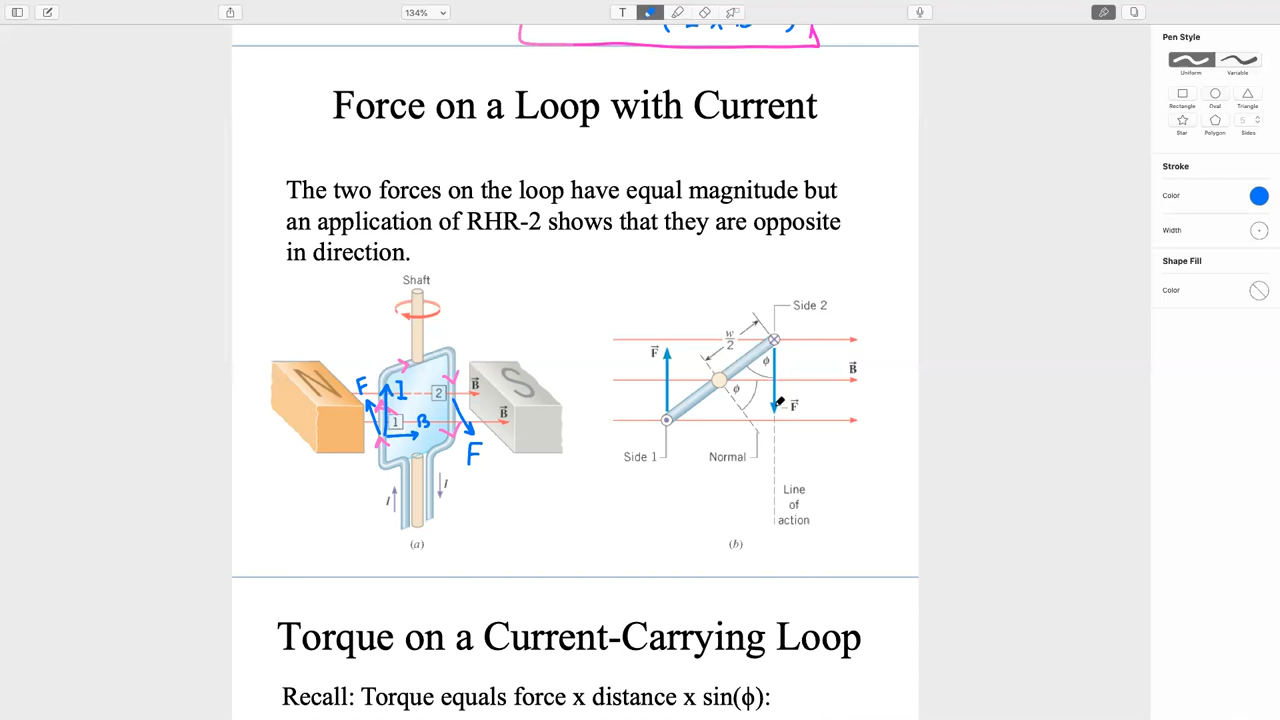 134%
T
Pen Style
Uniform
Variable
Rectangle
Oval
Triangle
Star
Polygon
5
Sides
Stroke
Color
Width
Shape Fill
Color
Force on a Loop with Current
The two forces on the loop have equal magnitude but
an application of RHR-2 shows that they are opposite
in direction.
Shaft
N
S
F
I
B
B
B
1
2
F
I
I
(a)
Side 2
w/2
F
ϕ
B
ϕ
– F
Side 1
Normal
Line
of
action
(b)
Torque on a Current-Carrying Loop
Recall: Torque equals force x distance x sin(ϕ):